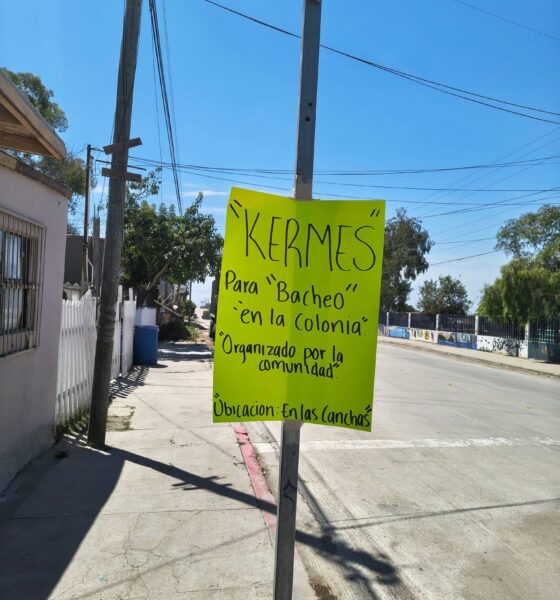 "KERMES"
Para "Bacheo"
"en la Colonia"
"Organizado por la
comunidad".
"Ubicacion: En las Canchas"